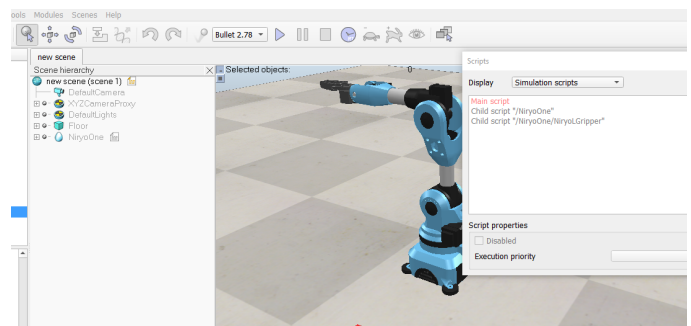 ools Modules Scenes Help
Bullet 2.78
new scene
Scene hierarchy
new scene (scene 1)
DefaultCamera
XYZCameraProxy
DefaultLights
Floor
NiryoOne
Selected objects:
0
Scripts
Display Simulation scripts
Main script
Child script "/NiryoOne"
Child script "/NiryoOne/NiryoLGripper"
Script properties
Disabled
Execution priority